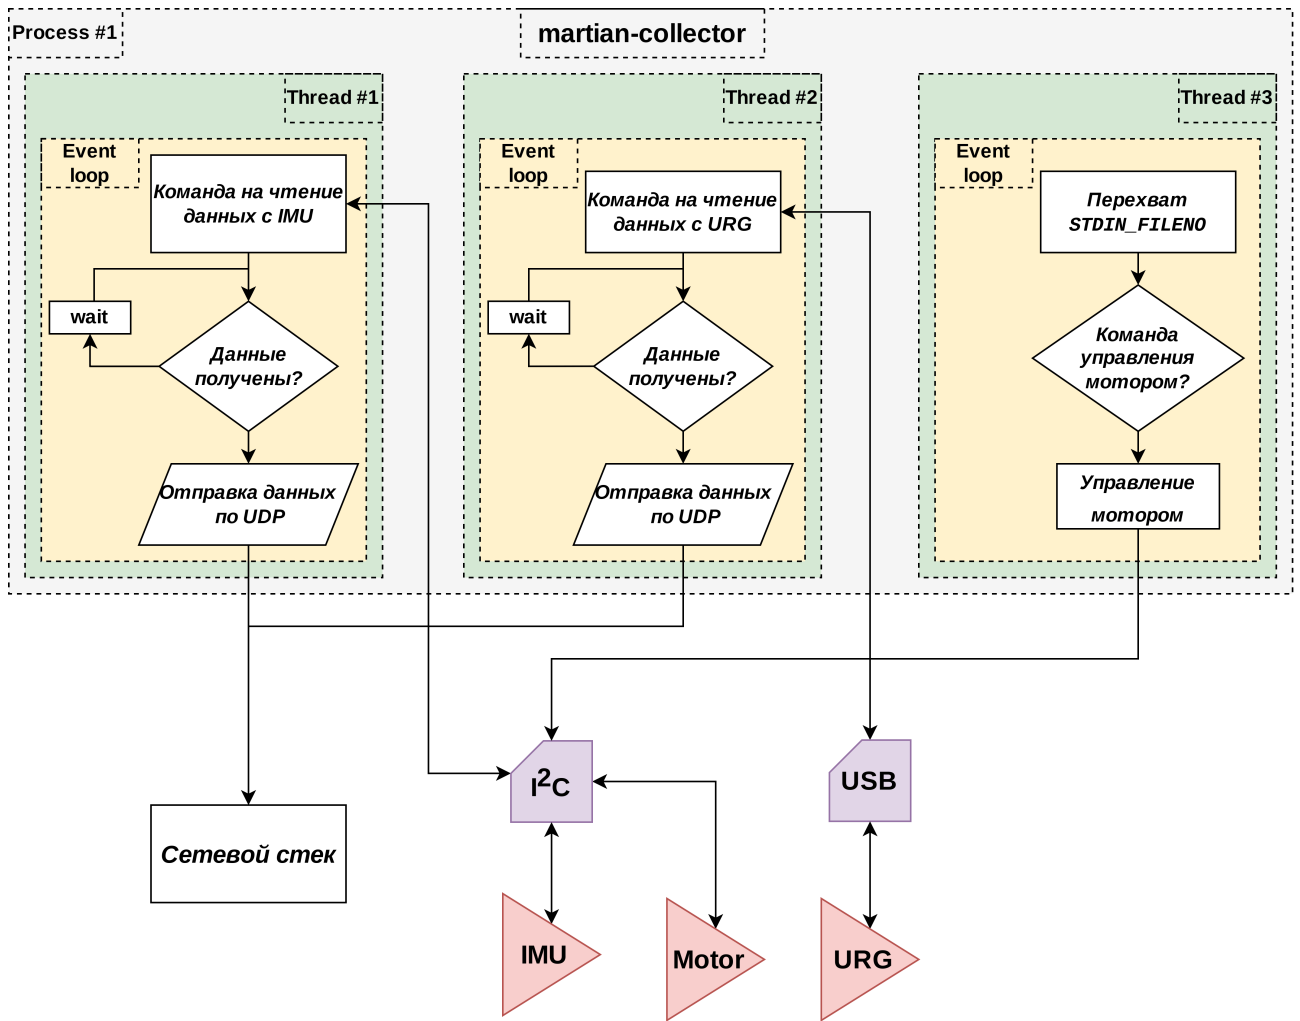 Process #1
martian-collector
Thread #1
Event
loop
Команда на чтение
данных с IMU
wait
Данные
получены?
Отправка данных
по UDP
Thread #2
Event
loop
Команда на чтение
данных с URG
wait
Данные
получены?
Отправка данных
по UDP
Thread #3
Event
loop
Перехват
STDIN_FILENO
Команда
управления
мотором?
Управление
мотором
I²C
USB
Сетевой стек
IMU
Motor
URG